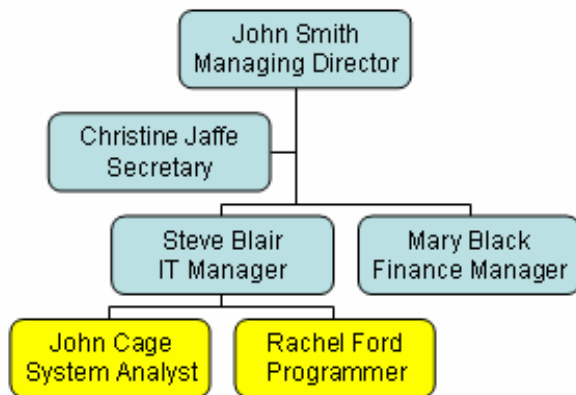 John Smith
Managing Director
Christine Jaffe
Secretary
Steve Blair
IT Manager
Mary Black
Finance Manager
John Cage
System Analyst
Rachel Ford
Programmer